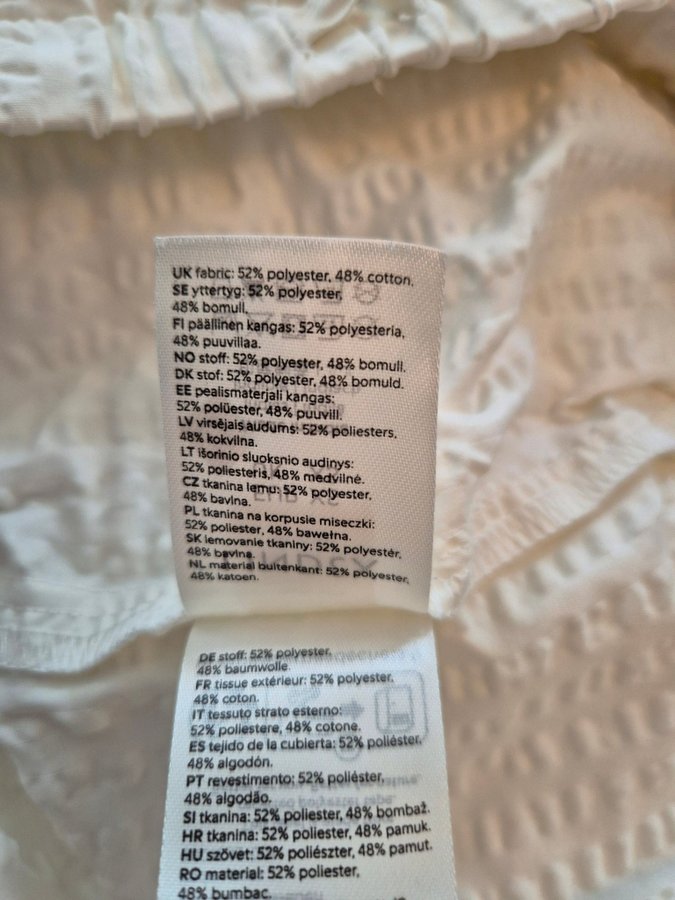 UK fabric: 52% polyester, 48% cotton.
SE yttertyg: 52% polyester,
48% bomull.
FI päällinen kangas: 52% polyesteria,
48% puuvillaa.
NO stoff: 52% polyester, 48% bomull.
DK stof: 52% polyester, 48% bomuld.
EE pealismaterjali kangas:
52% polüester, 48% puuvill.
LV virsējais audums: 52% poliesters,
48% kokvilna.
LT išorinio sluoksnio audinys:
52% poliesteris, 48% medvilnė.
CZ tkanina lemu: 52% polyester,
48% bavlna.
PL tkanina na korpusie miseczki:
52% poliester, 48% bawełna.
SK lemovanie tkaniny: 52% polyestér,
48% bavlna.
NL material buitenkant: 52% polyester,
48% katoen.
DE stoff: 52% polyester,
48% baumwolle.
FR tissue extérieur: 52% polyester,
48% coton.
IT tessuto strato esterno:
52% poliestere, 48% cotone.
ES tejido de la cubierta: 52% poliéster,
48% algodón.
PT revestimento: 52% poliéster,
48% algodão.
SI tkanina: 52% poliester, 48% bombaž.
HR tkanina: 52% poliester, 48% pamuk.
HU szövet: 52% poliészter, 48% pamut.
RO material: 52% poliester,
48% bumbac.